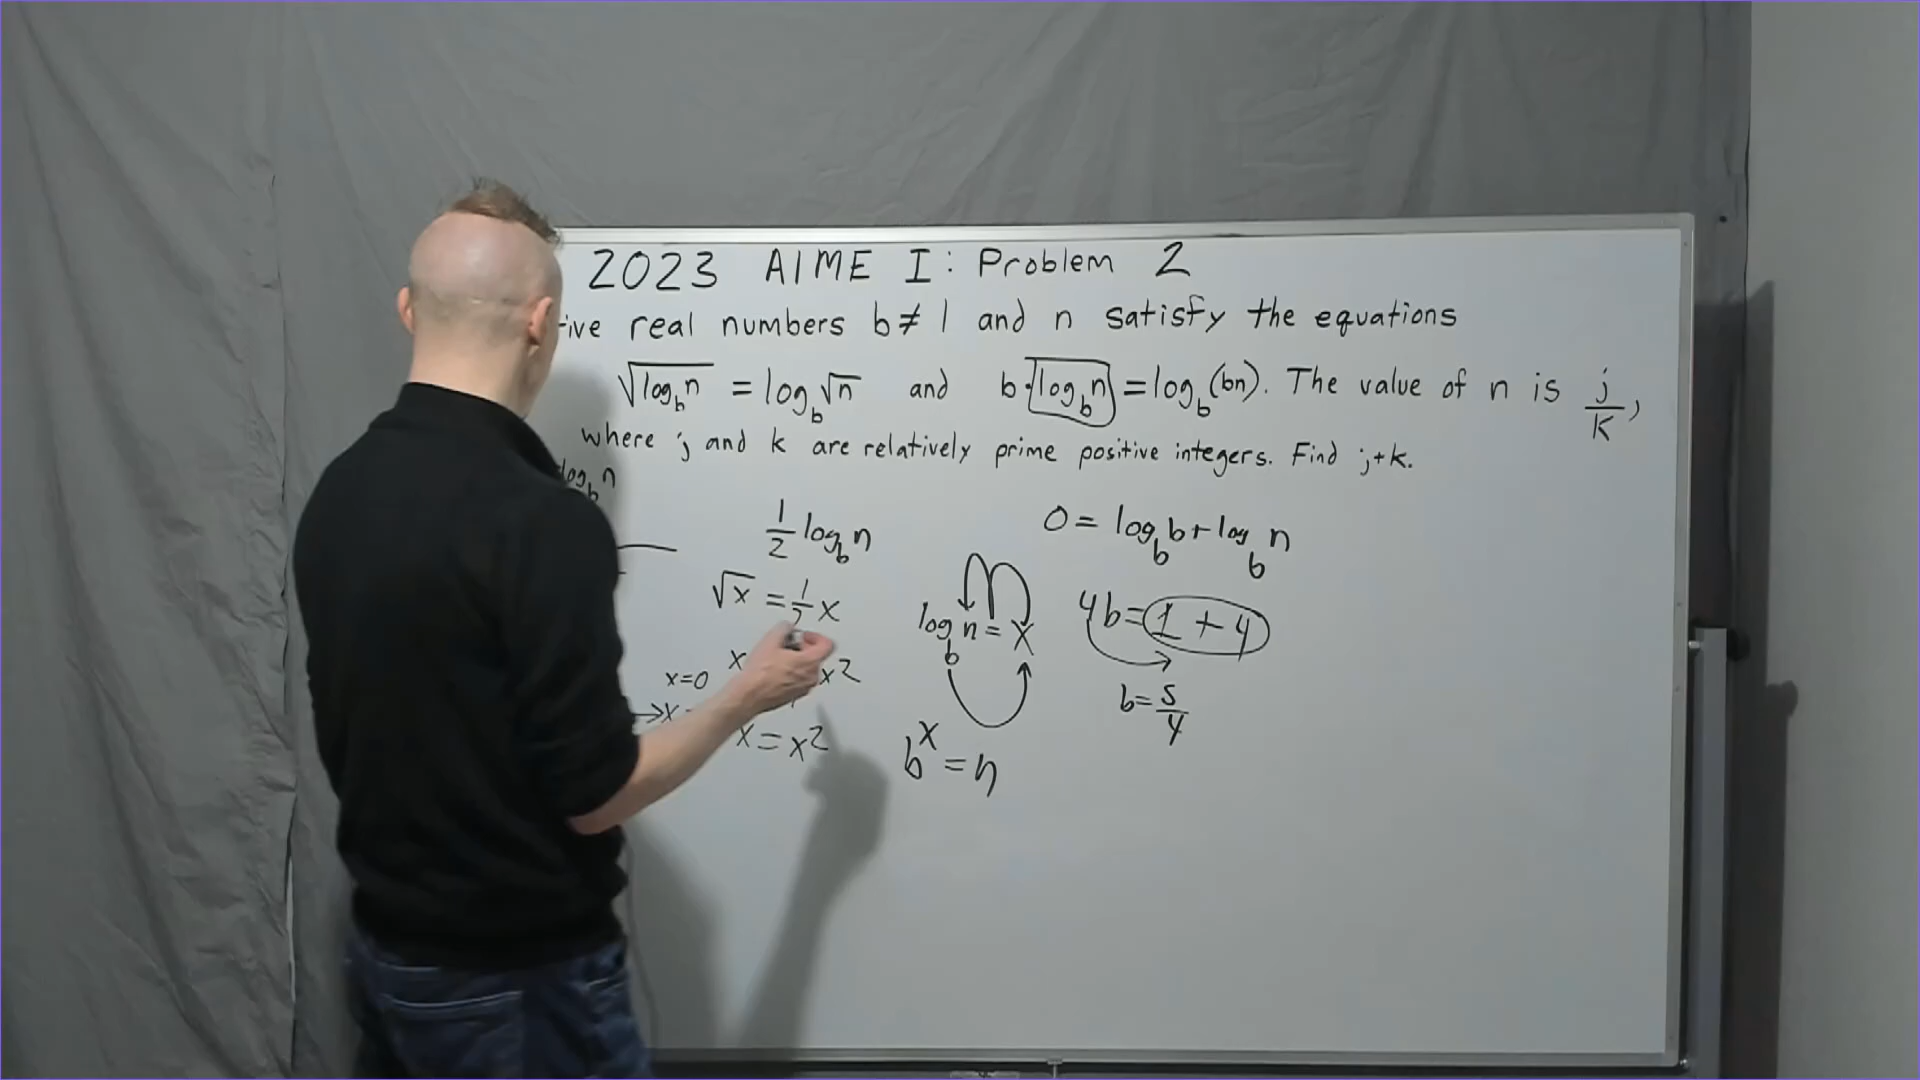 2023 AIME I: Problem 2
ive real numbers b ≠ 1 and n satisfy the equations
√(log_b n) = log_b √n and b · log_b n = log_b (bn). The value of n is j/k,
where j and k are relatively prime positive integers. Find j+k.
log_b n
1/2 log_b n
0 = log_b b + log_b n
√x = 1/2 x
log_b n = x
4b = 1 + 4
x=0
x
x²
b = 5/4
→x
x = x²
b^x = n